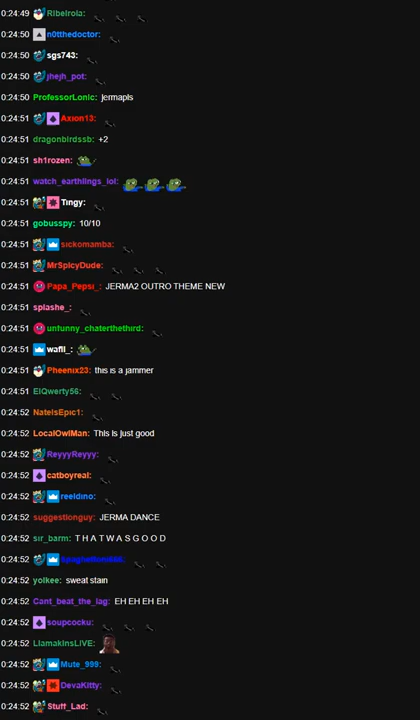 0:24:49 Ribelrola:
0:24:50 n0tthedoctor:
0:24:50 sgs743:
0:24:50 jhejh_pot:
0:24:50 ProfessorLonic: jermapls
0:24:51 Axion13:
0:24:51 dragonbirdssb: +2
0:24:51 sh1rozen:
0:24:51 watch_earthlings_lol:
0:24:51 Tingy:
0:24:51 gobusspy: 10/10
0:24:51 sickomamba:
0:24:51 MrSpicyDude:
0:24:51 Papa_Pepsi_: JERMA2 OUTRO THEME NEW
0:24:51 splashe_:
0:24:51 unfunny_chaterthethird:
0:24:51 wafil_:
0:24:51 Pheenix23: this is a jammer
0:24:51 ElQwerty56:
0:24:52 NateIsEpic1:
0:24:52 LocalOwlMan: This is just good
0:24:52 ReyyyReyyy:
0:24:52 catboyreal:
0:24:52 reeldino:
0:24:52 suggestionguy: JERMA DANCE
0:24:52 sir_barm: T H A T W A S G O O D
0:24:52
0:24:52 yolkee: sweat stain
0:24:52 Cant_beat_the_lag: EH EH EH EH
0:24:52 soupcocku:
0:24:52 LlamakinsLIVE:
0:24:52 Mute_999:
0:24:52 DevaKitty:
0:24:52 Stuff_Lad: